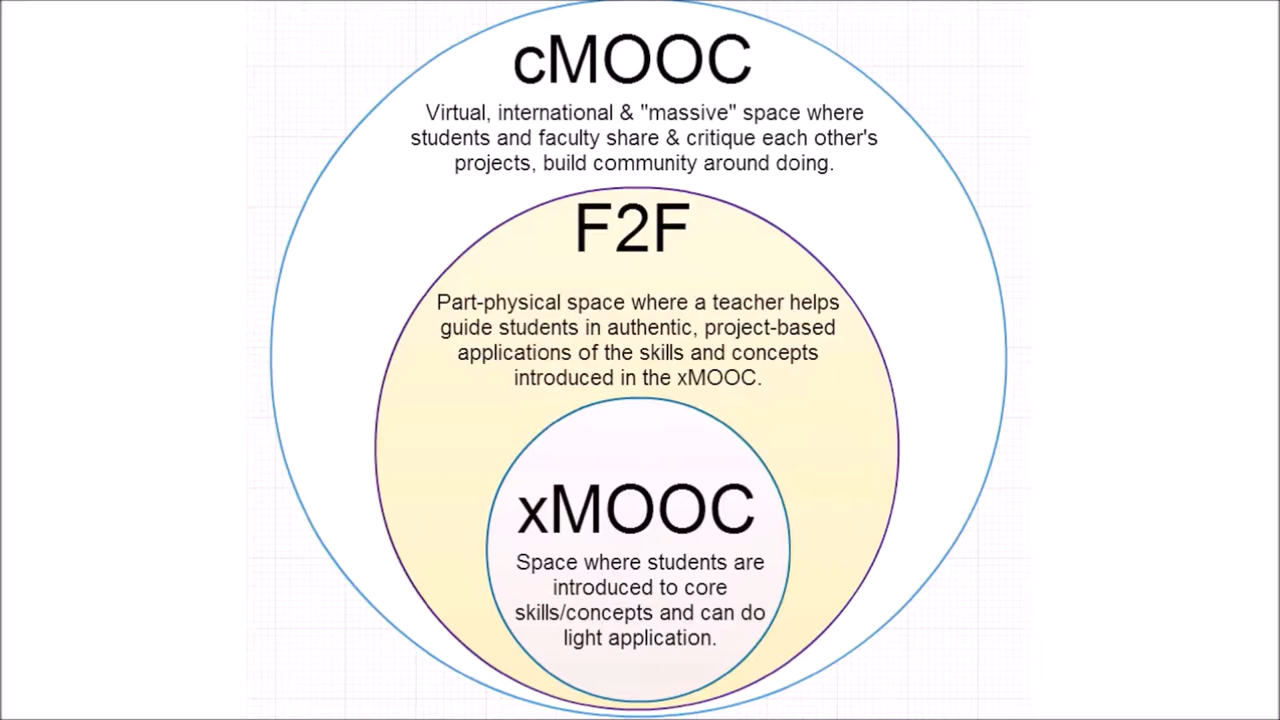 cMOOC
Virtual, international & "massive" space where
students and faculty share & critique each other's
projects, build community around doing.
F2F
Part-physical space where a teacher helps
guide students in authentic, project-based
applications of the skills and concepts
introduced in the xMOOC.
xMOOC
Space where students are
introduced to core
skills/concepts and can do
light application.